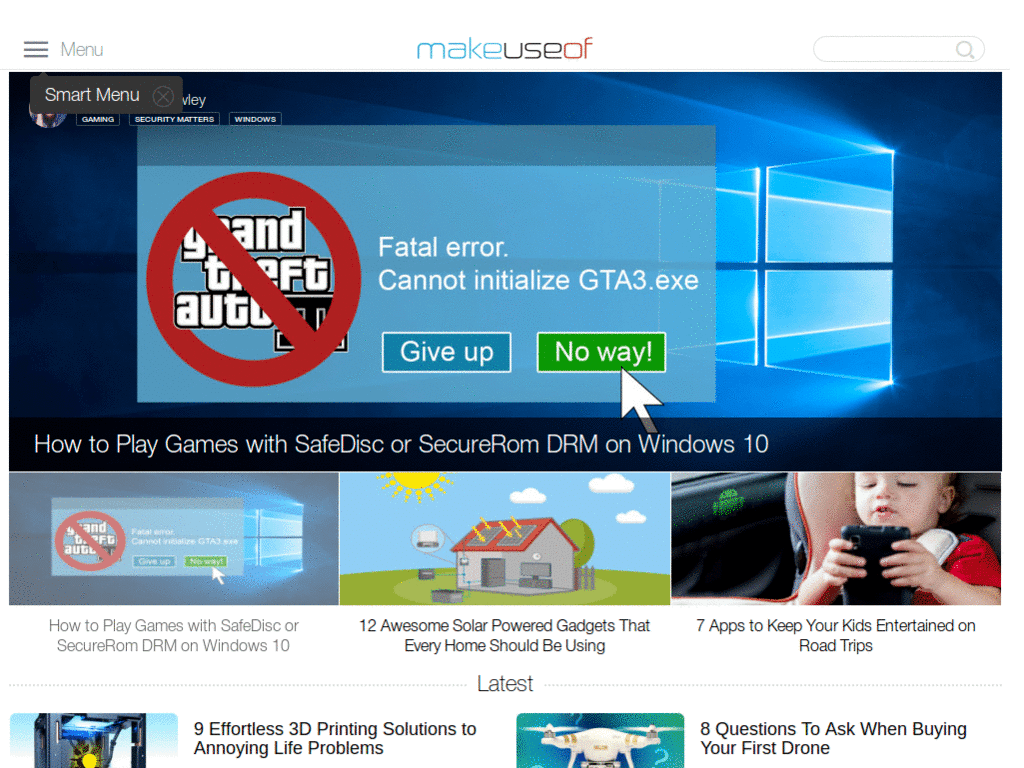 Menu
makeuseof
Smart Menu
wley
GAMING
SECURITY MATTERS
WINDOWS
grand
theft
auto
Fatal error.
Cannot initialize GTA3.exe
Give up
No way!
How to Play Games with SafeDisc or SecureRom DRM on Windows 10
grand
theft
auto
Fatal error.
Cannot initialize GTA3.exe
Give up
No way!
How to Play Games with SafeDisc or
SecureRom DRM on Windows 10
12 Awesome Solar Powered Gadgets That
Every Home Should Be Using
7 Apps to Keep Your Kids Entertained on
Road Trips
Latest
9 Effortless 3D Printing Solutions to
Annoying Life Problems
8 Questions To Ask When Buying
Your First Drone